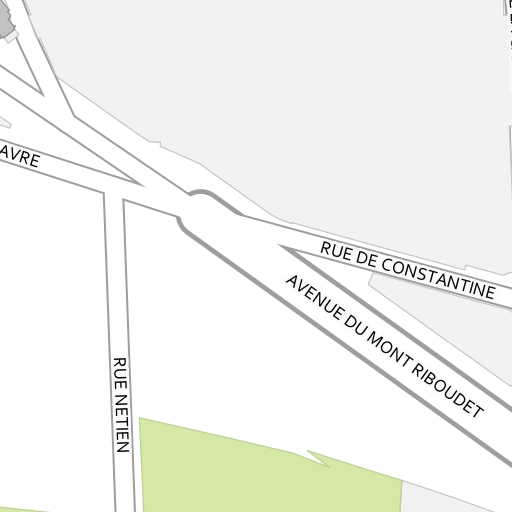 AVRE
RUE DE CONSTANTINE
AVENUE DU MONT RIBOUDET
RUE NETIEN